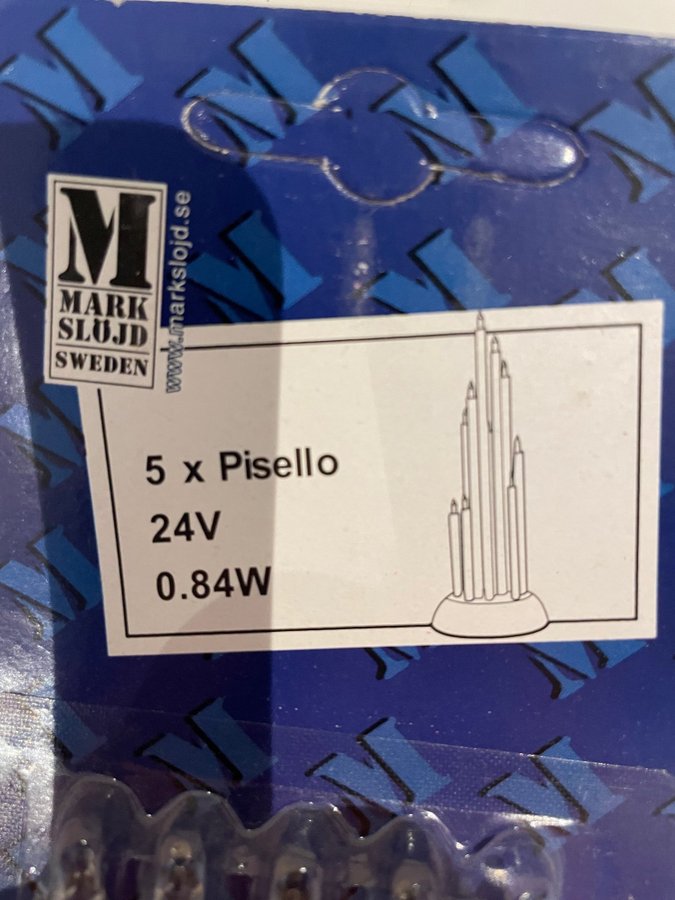 M
MARK
SLÖJD
SWEDEN
www.markslojd.se
5 x Pisello
24V
0.84W